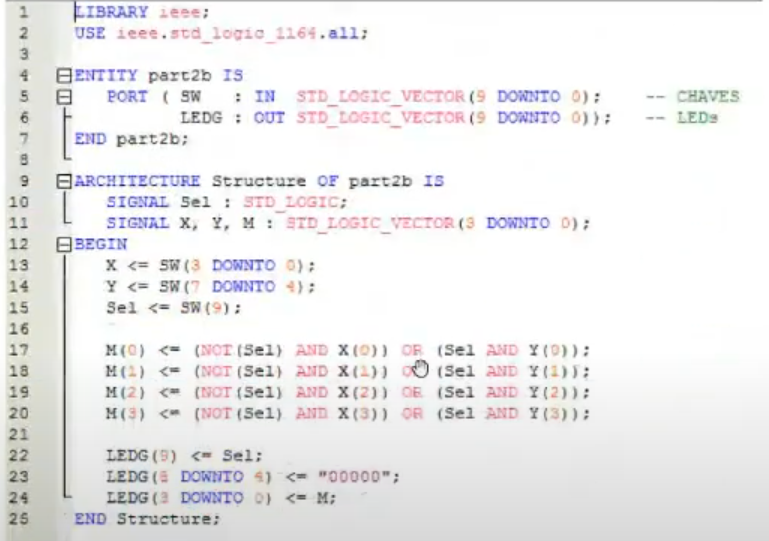 1 LIBRARY ieee;
2 USE ieee.std_logic_1164.all;
3
4 ENTITY part2b IS
5 PORT ( SW : IN STD_LOGIC_VECTOR(9 DOWNTO 0); -- CHAVES
6 LEDG : OUT STD_LOGIC_VECTOR(9 DOWNTO 0)); -- LEDs
7 END part2b;
8
9 ARCHITECTURE Structure OF part2b IS
10 SIGNAL Sel : STD_LOGIC;
11 SIGNAL X, Y, M : STD_LOGIC_VECTOR(3 DOWNTO 0);
12 BEGIN
13 X <= SW(3 DOWNTO 0);
14 Y <= SW(7 DOWNTO 4);
15 Sel <= SW(9);
16
17 M(0) <= (NOT(Sel) AND X(0)) OR (Sel AND Y(0));
18 M(1) <= (NOT(Sel) AND X(1)) (Sel AND Y(1));
19 M(2) <= (NOT(Sel) AND X(2)) OR (Sel AND Y(2));
20 M(3) <= (NOT(Sel) AND X(3)) OR (Sel AND Y(3));
21
22 LEDG(9) <= Sel;
23 LEDG(8 DOWNTO 4) <= "00000";
24 LEDG(3 DOWNTO 0) <= M;
25 END Structure;